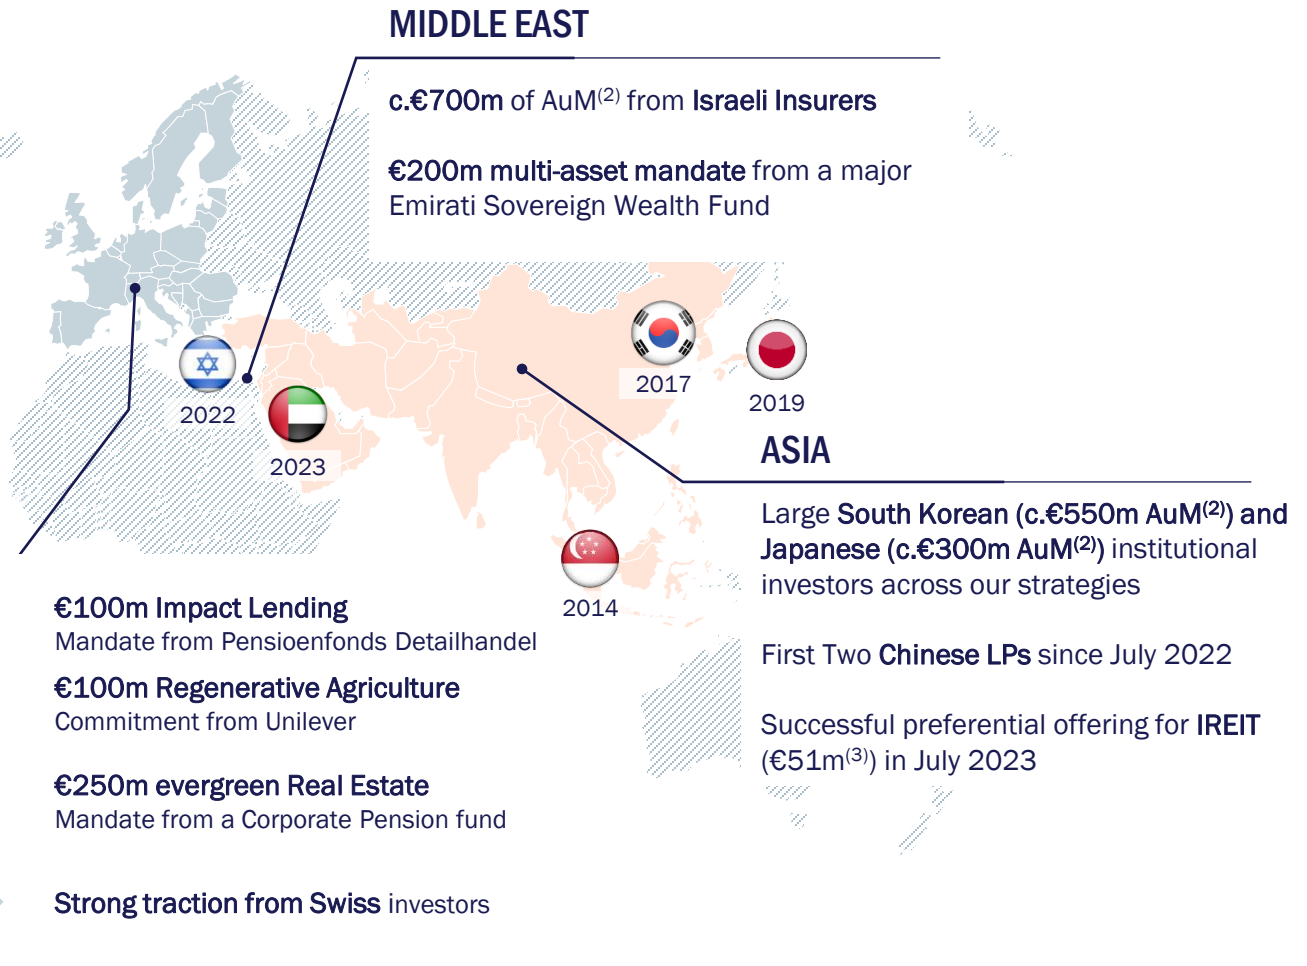 MIDDLE EAST
c.€700m of AuM(2) from Israeli Insurers
€200m multi-asset mandate from a major
Emirati Sovereign Wealth Fund
2022
2023
2017
2019
2014
ASIA
Large South Korean (c.€550m AuM(2)) and
Japanese (c.€300m AuM(2)) institutional
investors across our strategies
First Two Chinese LPs since July 2022
Successful preferential offering for IREIT
(€51m(3)) in July 2023
€100m Impact Lending
Mandate from Pensioenfonds Detailhandel
€100m Regenerative Agriculture
Commitment from Unilever
€250m evergreen Real Estate
Mandate from a Corporate Pension fund
Strong traction from Swiss investors